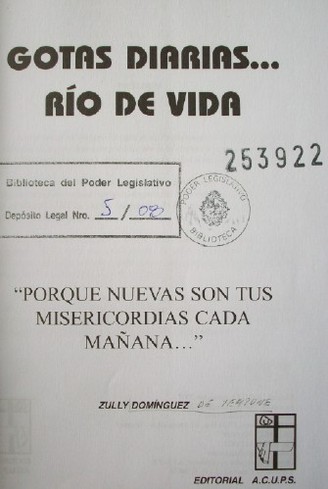 GOTAS DIARIAS...
RÍO DE VIDA
253922
Biblioteca del Poder Legislativo
Depósito Legal Nro. 5 / 08
PODER LEGISLATIVO
BIBLIOTECA
“PORQUE NUEVAS SON TUS
MISERICORDIAS CADA
MAÑANA...”
ZULLY DOMÍNGUEZ DE
EDITORIAL A.C.U.P.S.